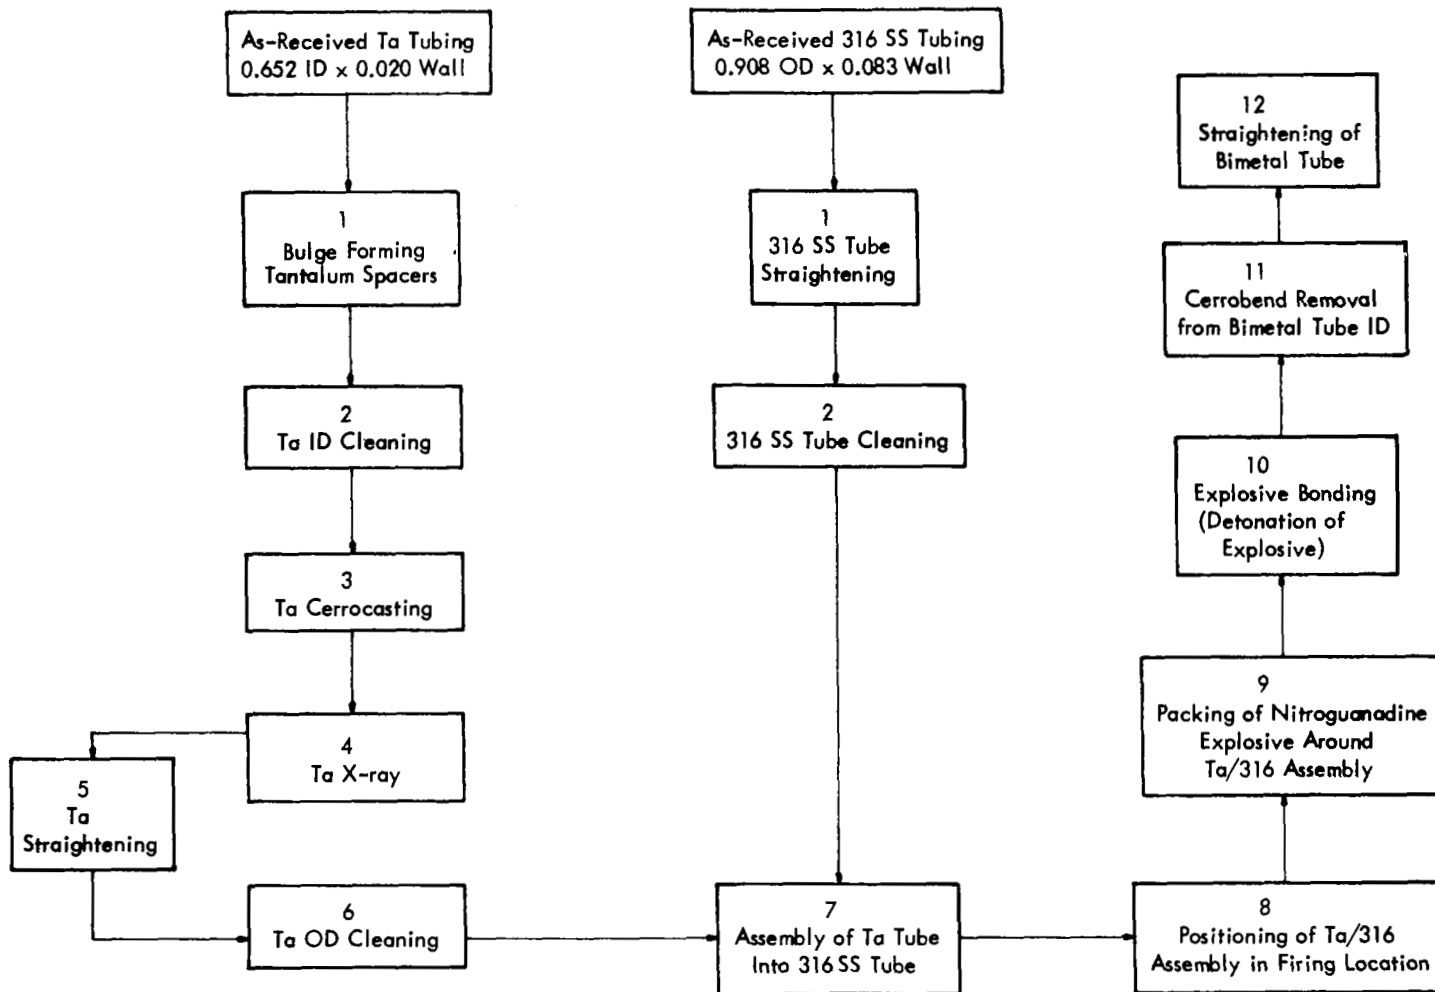 As-Received Ta Tubing
0.652 ID x 0.020 Wall
1
Bulge Forming
Tantalum Spacers
2
Ta ID Cleaning
3
Ta Cerrocasting
4
Ta X-ray
5
Ta
Straightening
6
Ta OD Cleaning
As-Received 316 SS Tubing
0.908 OD x 0.083 Wall
1
316 SS Tube
Straightening
2
316 SS Tube Cleaning
7
Assembly of Ta Tube
Into 316 SS Tube
8
Positioning of Ta/316
Assembly in Firing Location
9
Packing of Nitroguanadine
Explosive Around
Ta/316 Assembly
10
Explosive Bonding
(Detonation of
Explosive)
11
Cerrobend Removal
from Bimetal Tube ID
12
Straightening of
Bimetal Tube